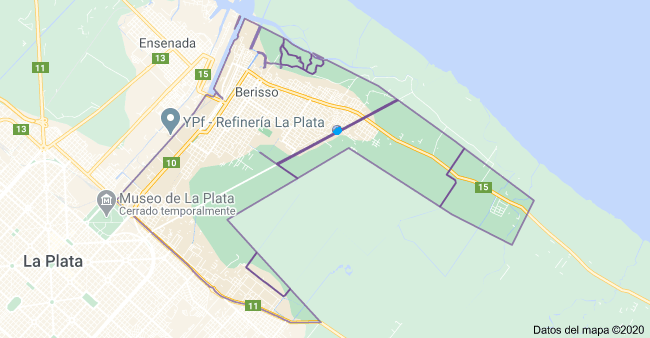 Ensenada
11
13
15
Berisso
YPf - Refinería La Plata
13
10
Museo de La Plata
Cerrado temporalmente
15
La Plata
11
Datos del mapa ©2020